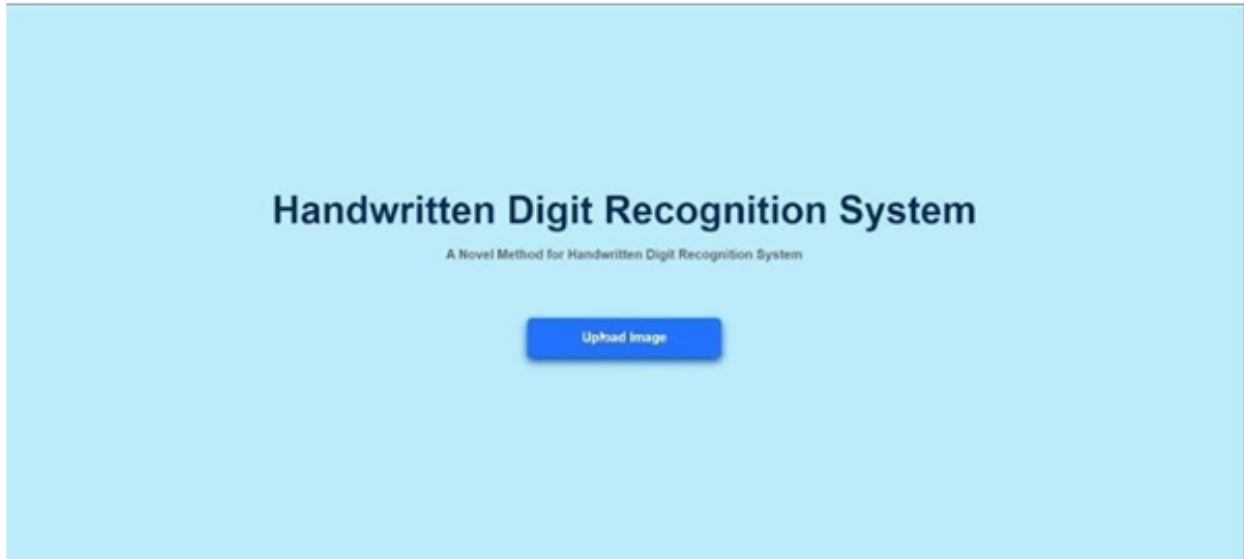 Handwritten Digit Recognition System
A Novel Method for Handwritten Digit Recognition System
Upload Image